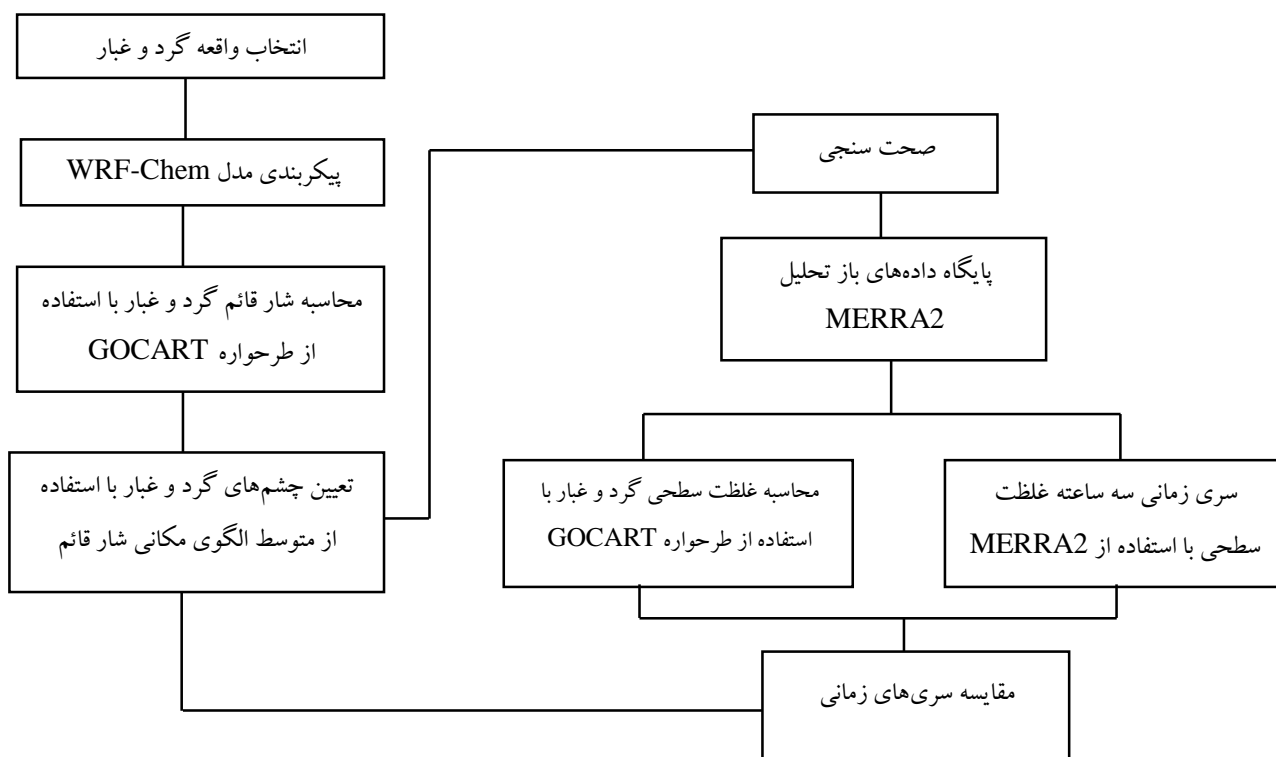 انتخاب واقعه گرد و غبار
پیکربندی مدل WRF-Chem
محاسبه شار قائم گرد و غبار با استفاده
از طرحواره GOCART
تعیین چشم‌های گرد و غبار با استفاده
از متوسط الگوی مکانی شار قائم
صحت سنجی
پایگاه داده‌های باز تحلیل
MERRA2
محاسبه غلظت سطحی گرد و غبار با
استفاده از طرحواره GOCART
سری زمانی سه ساعته غلظت
سطحی با استفاده از MERRA2
مقایسه سری‌های زمانی